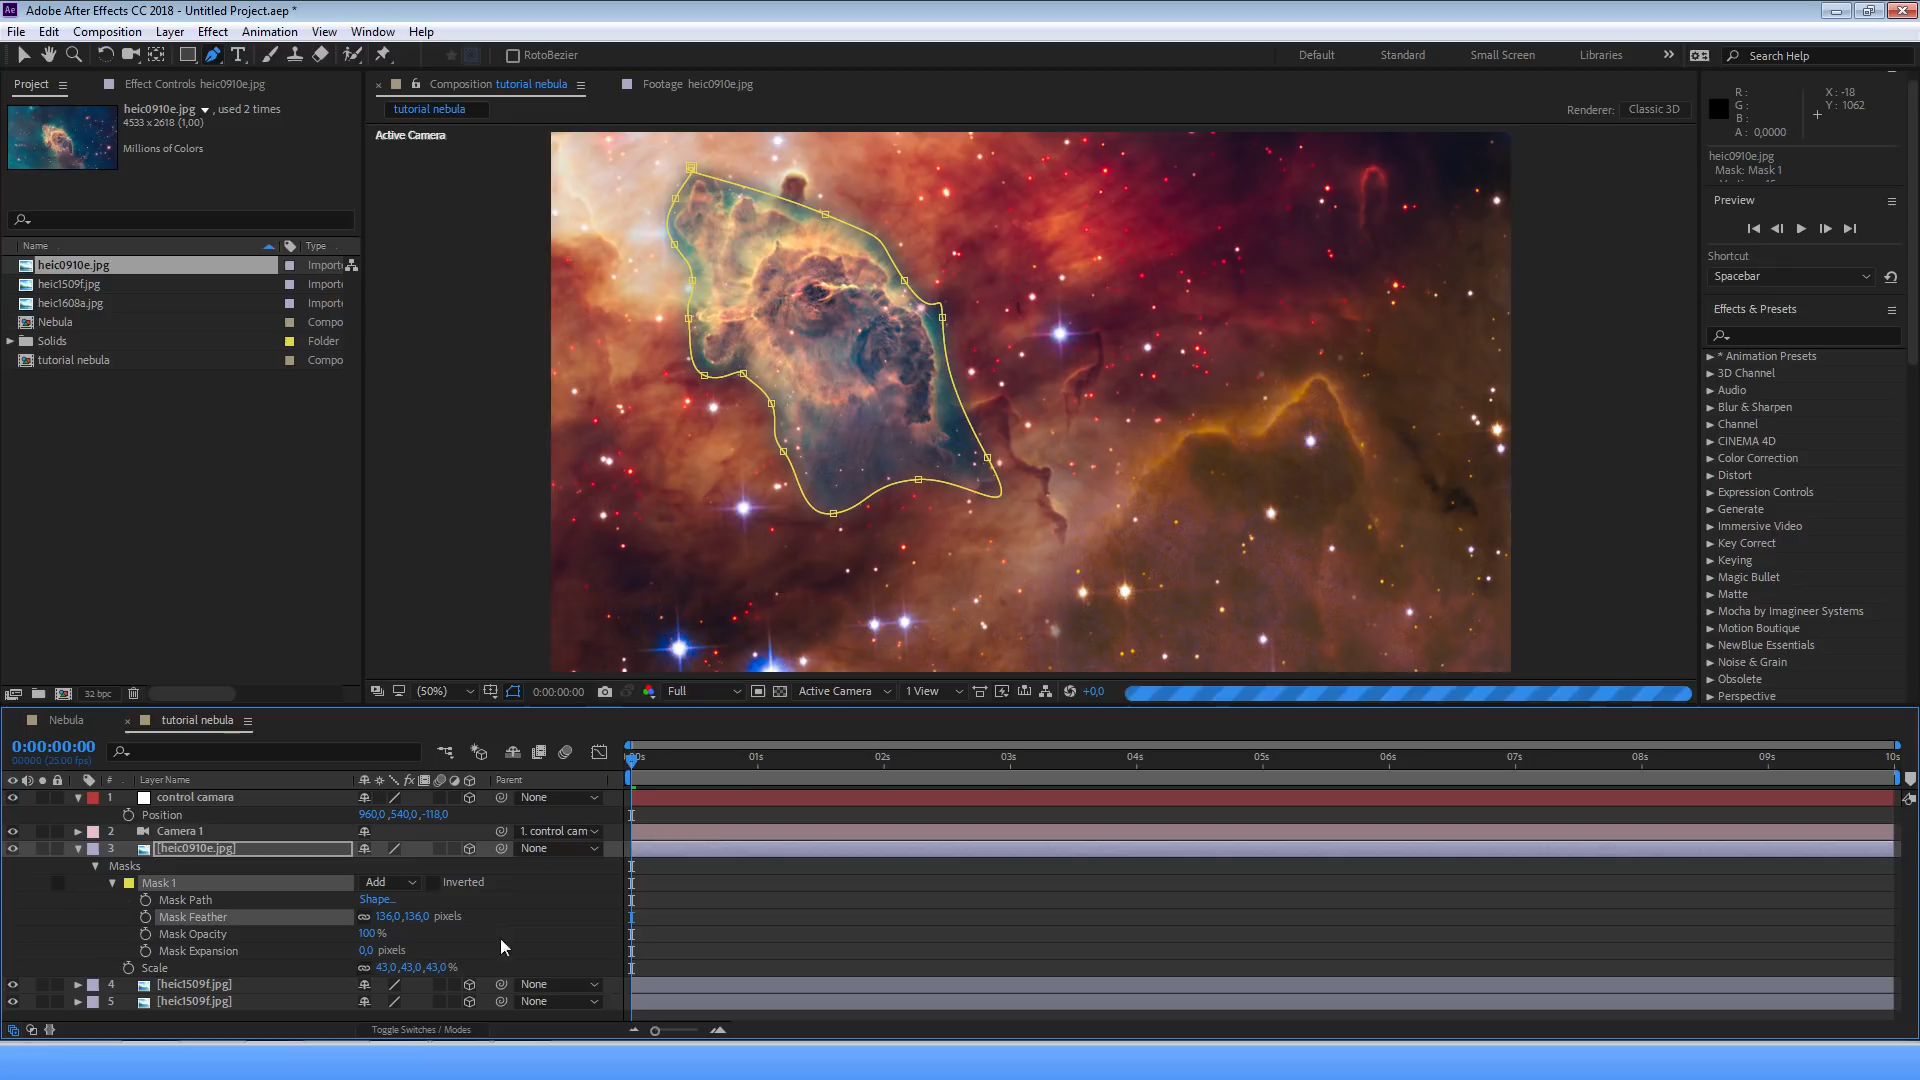 Adobe After Effects CC 2018 - Untitled Project.aep *
File Edit Composition Layer Effect Animation View Window Help
RotoBezier Default Standard Small Screen Libraries Search Help
Project Effect Controls heic0910e.jpg
heic0910e.jpg , used 2 times
4533 x 2618 (1,00)
Millions of Colors
Name Type
heic0910e.jpg Import
heic1509f.jpg Import
heic1608a.jpg Import
Nebula Compo
Solids Folder
tutorial nebula Compo
32 bpc
Composition tutorial nebula Footage heic0910e.jpg
tutorial nebula Renderer: Classic 3D
Active Camera
(50%) 0:00:00:00 Full Active Camera 1 View +0,0
R : X : -18
G : Y : 1062
B :
A : 0,0000
heic0910e.jpg
Mask: Mask 1
Preview
Shortcut
Spacebar
Effects & Presets
* Animation Presets
3D Channel
Audio
Blur & Sharpen
Channel
CINEMA 4D
Color Correction
Distort
Expression Controls
Generate
Immersive Video
Key Correct
Keying
Magic Bullet
Matte
Mocha by Imagineer Systems
Motion Boutique
NewBlue Essentials
Noise & Grain
Obsolete
Perspective
Nebula tutorial nebula
0:00:00:00
00000 (25.00 fps)
:00s 01s 02s 03s 04s 05s 06s 07s 08s 09s 10s
# Layer Name fx Parent
1 control camara None
Position 960,0,540,0,-118,0
2 Camera 1 1. control cam
3 [heic0910e.jpg] None
Masks
Mask 1 Add Inverted
Mask Path Shape...
Mask Feather 136,0,136,0 pixels
Mask Opacity 100%
Mask Expansion 0,0 pixels
Scale 43,0,43,0,43,0%
4 [heic1509f.jpg] None
5 [heic1509f.jpg] None
Toggle Switches / Modes